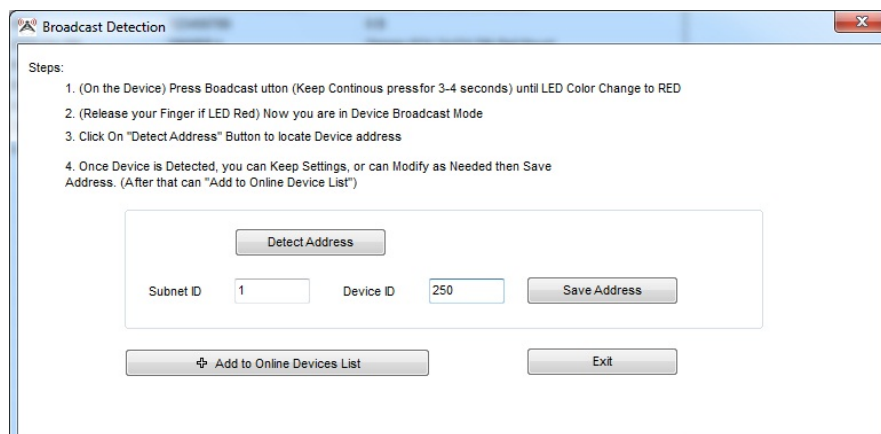 Broadcast Detection
Steps:
1. (On the Device) Press Boadcast utton (Keep Continous pressfor 3-4 seconds) until LED Color Change to RED
2. (Release your Finger if LED Red) Now you are in Device Broadcast Mode
3. Click On "Detect Address" Button to locate Device address
4. Once Device is Detected, you can Keep Settings, or can Modify as Needed then Save
Address. (After that can "Add to Online Device List")
Detect Address
Subnet ID 1 Device ID 250 Save Address
Add to Online Devices List Exit